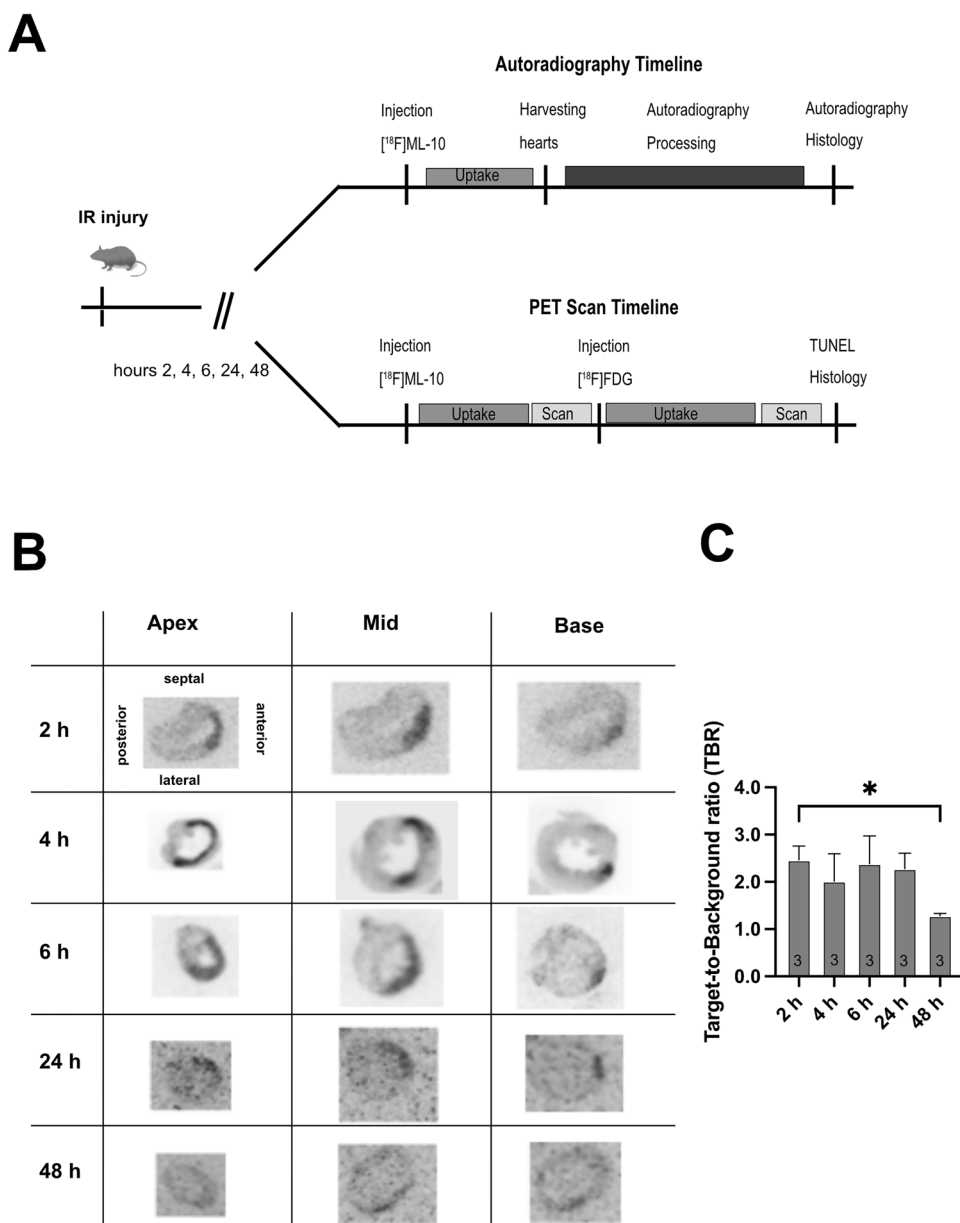 A
Autoradiography Timeline
Injection
[¹⁸F]ML-10
Harvesting
hearts
Autoradiography
Processing
Autoradiography
Histology
Uptake
IR injury
hours 2, 4, 6, 24, 48
PET Scan Timeline
Injection
[¹⁸F]ML-10
Injection
[¹⁸F]FDG
TUNEL
Histology
Uptake Scan Uptake Scan
B
Apex Mid Base
septal
posterior
anterior
lateral
2 h
4 h
6 h
24 h
48 h
C
Target-to-Background ratio (TBR)
4.0
3.0
2.0
1.0
0.0
*
3 3 3 3 3
2 h 4 h 6 h 24 h 48 h